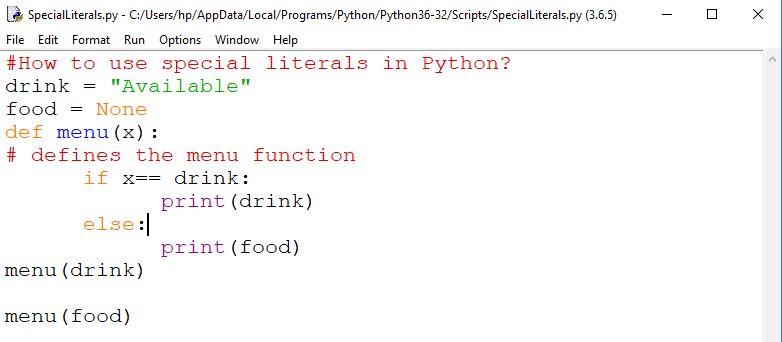 SpecialLiterals.py - C:/Users/hp/AppData/Local/Programs/Python/Python36-32/Scripts/SpecialLiterals.py (3.6.5)
File Edit Format Run Options Window Help
#How to use special literals in Python?
drink = "Available"
food = None
def menu(x):
# defines the menu function
      if x== drink:
            print(drink)
      else:
            print(food)
menu(drink)

menu(food)